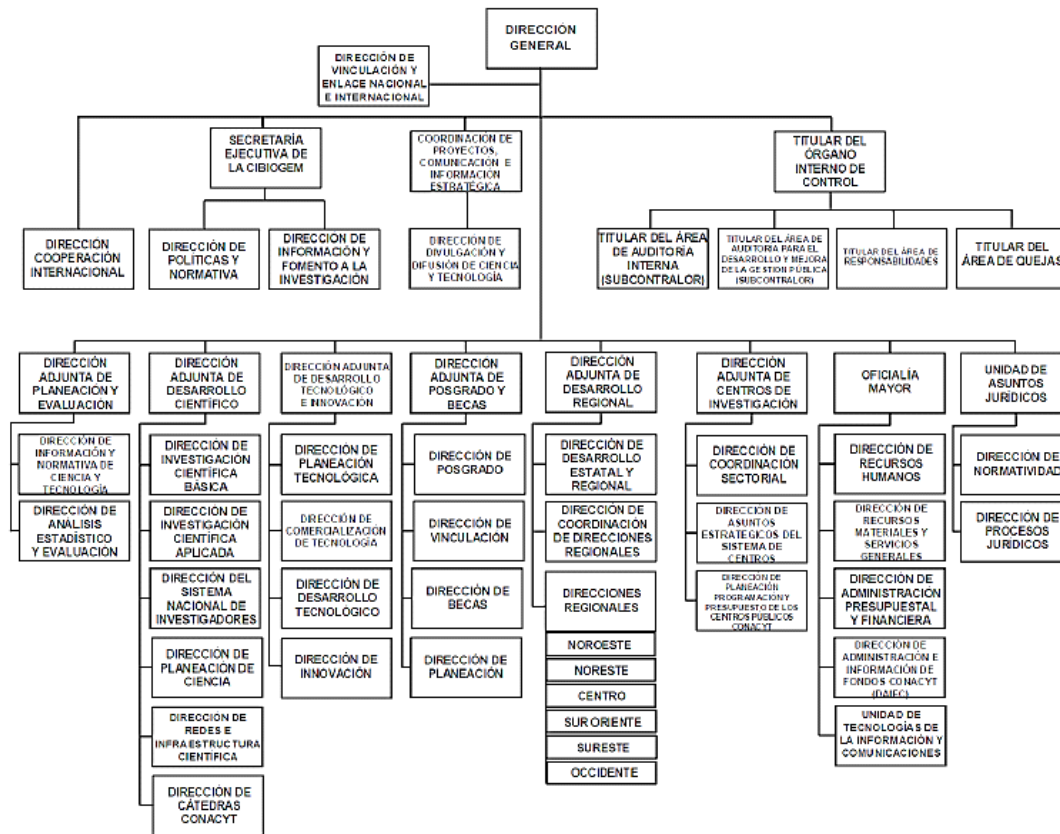 DIRECCIÓN
GENERAL
DIRECCIÓN DE
VINCULACIÓN Y
ENLACE NACIONAL
E INTERNACIONAL
SECRETARÍA
EJECUTIVA DE
LA CIBIOGEM
COORDINACIÓN DE
PROYECTOS,
COMUNICACIÓN E
INFORMACIÓN
ESTRATÉGICA
TITULAR DEL
ÓRGANO
INTERNO DE
CONTROL
DIRECCIÓN
COOPERACIÓN
INTERNACIONAL
DIRECCIÓN DE
POLÍTICAS Y
NORMATIVA
DIRECCION DE
INFORMACIÓN Y
FOMENTO A LA
INVESTIGACIÓN
DIRECCIÓN DE
DIVULGACIÓN Y
DIFUSIÓN DE CIENCIA
Y TECNOLOGÍA
TITULAR DEL ÁREA
DE AUDITORÍA
INTERNA
(SUBCONTRALOR)
TITULAR DEL ÁREA DE
AUDITORIA PARA EL
DESARROLLO Y MEJORA
DE LA GESTION PUBLICA
(SUBCONTRALOR)
TITULAR DEL ÁREA DE
RESPONSABILIDADES
TITULAR DEL
ÁREA DE QUEJAS
DIRECCIÓN
ADJUNTA DE
PLANEACIÓN Y
EVALUACIÓN
DIRECCIÓN DE
INFORMACIÓN Y
NORMATIVA DE
CIENCIA Y
TECNOLOGÍA
DIRECCIÓN DE
ANÁLISIS
ESTADÍSTICO
Y EVALUACIÓN
DIRECCIÓN
ADJUNTA DE
DESARROLLO
CIENTÍFICO
DIRECCIÓN DE
INVESTIGACIÓN
CIENTÍFICA
BÁSICA
DIRECCIÓN DE
INVESTIGACIÓN
CIENTÍFICA
APLICADA
DIRECCIÓN DEL
SISTEMA
NACIONAL DE
INVESTIGADORES
DIRECCIÓN DE
PLANEACIÓN DE
CIENCIA
DIRECCIÓN DE
REDES E
INFRAESTRUCTURA
CIENTÍFICA
DIRECCIÓN DE
CÁTEDRAS
CONACYT
DIRECCIÓN ADJUNTA
DE DESARROLLO
TECNOLÓGICO
E INNOVACIÓN
DIRECCIÓN DE
PLANEACIÓN
TECNOLÓGICA
DIRECCIÓN DE
COMERCIALIZACIÓN
DE TECNOLOGÍA
DIRECCIÓN DE
DESARROLLO
TECNOLÓGICO
DIRECCIÓN DE
INNOVACIÓN
DIRECCIÓN
ADJUNTA DE
POSGRADO Y
BECAS
DIRECCIÓN DE
POSGRADO
DIRECCIÓN DE
VINCULACIÓN
DIRECCIÓN DE
BECAS
DIRECCIÓN DE
PLANEACIÓN
DIRECCIÓN
ADJUNTA DE
DESARROLLO
REGIONAL
DIRECCIÓN DE
DESARROLLO
ESTATAL Y
REGIONAL
DIRECCIÓN DE
COORDINACIÓN
DE DIRECCIONES
REGIONALES
DIRECCIONES
REGIONALES
NOROESTE
NORESTE
CENTRO
SUR ORIENTE
SURESTE
OCCIDENTE
DIRECCIÓN
ADJUNTA DE
CENTROS DE
INVESTIGACIÓN
DIRECCIÓN DE
COORDINACIÓN
SECTORIAL
DIRECCIÓN DE
ASUNTOS
ESTRATEGICOS DEL
SISTEMA DE
CENTROS
DIRECCIÓN DE
PLANEACIÓN
PROGRAMACIÓN Y
PRESUPUESTO DE LOS
CENTROS PÚBLICOS
CONACYT
OFICIALÍA
MAYOR
DIRECCIÓN DE
RECURSOS
HUMANOS
DIRECCIÓN DE
RECURSOS
MATERIALES Y
SERVICIOS
GENERALES
DIRECCIÓN DE
ADMINISTRACIÓN
PRESUPUESTAL
Y FINANCIERA
DIRECCIÓN DE
ADMINISTRACIÓN E
INFORMACIÓN DE
FONDOS CONACYT
(DAIFC)
UNIDAD DE
TECNOLOGÍAS DE
LA INFORMACIÓN Y
COMUNICACIONES
UNIDAD DE
ASUNTOS
JURÍDICOS
DIRECCIÓN DE
NORMATIVIDAD
DIRECCIÓN DE
PROCESOS
JURÍDICOS